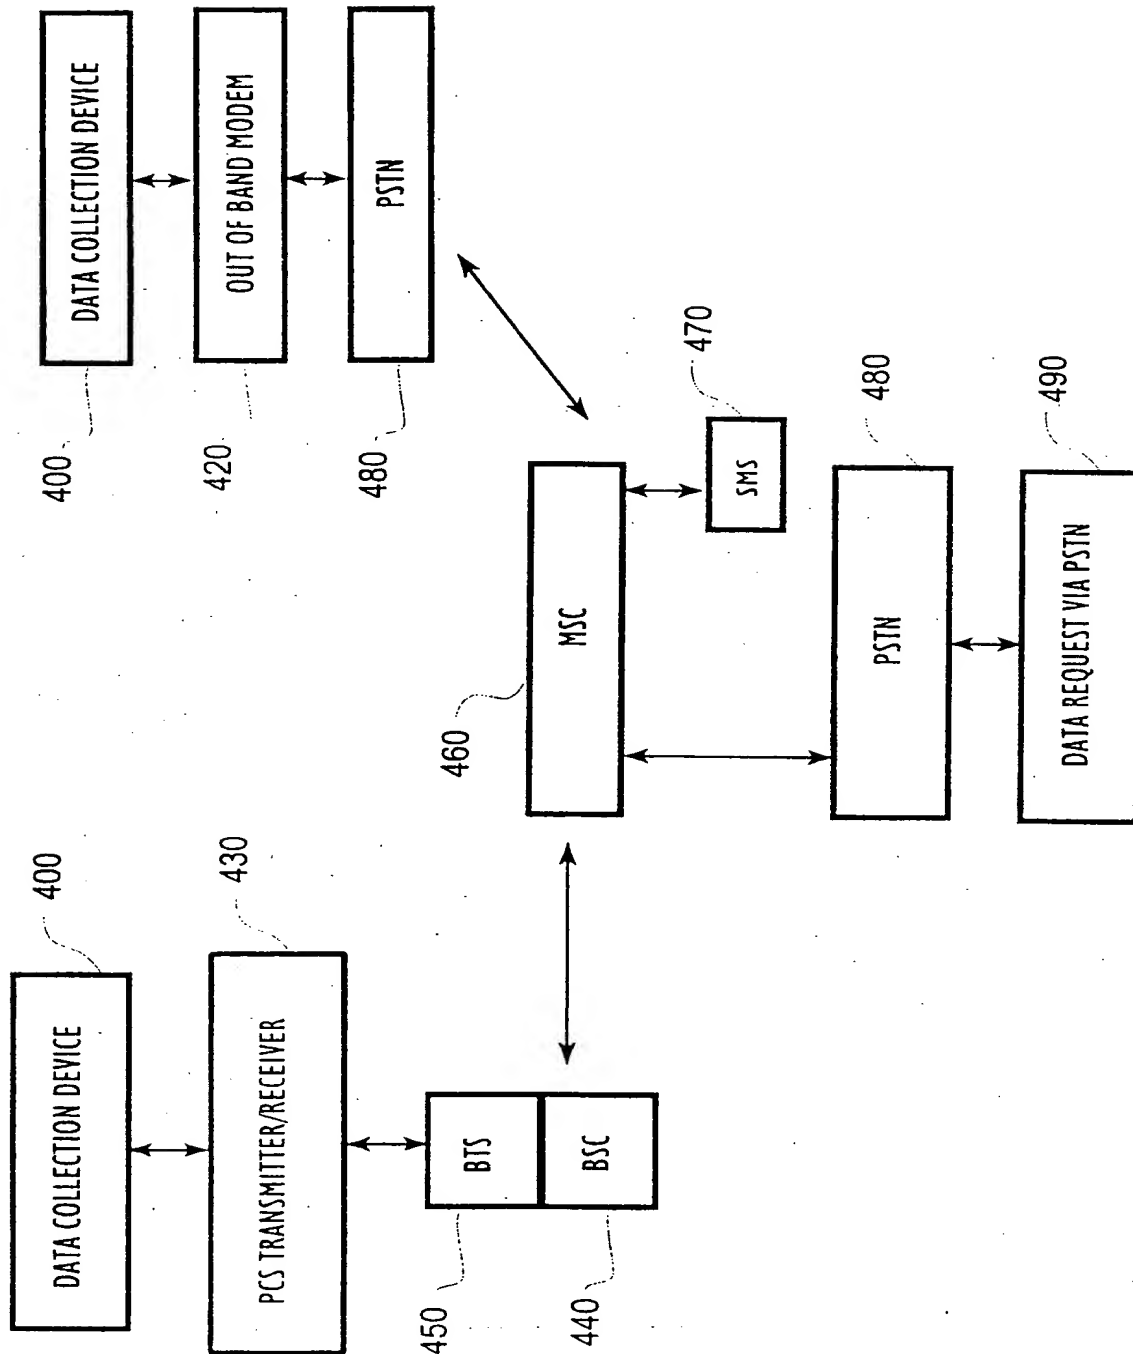 DATA COLLECTION DEVICE
400
PCS TRANSMITTER/RECEIVER
430
BTS
450
BSC
440
MSC
460
SMS
470
PSTN
480
DATA REQUEST VIA PSTN
490
DATA COLLECTION DEVICE
400
OUT OF BAND MODEM
420
PSTN
480